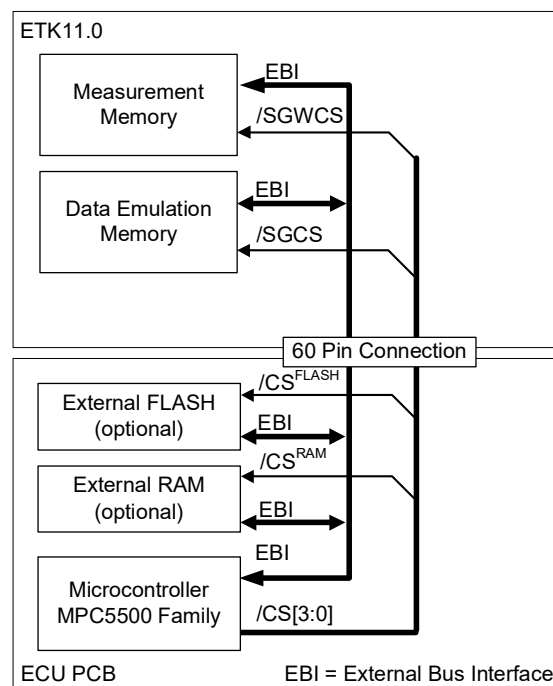 ETK11.0
EBI
Measurement
Memory
/SGWCS
EBI
Data Emulation
Memory
/SGCS
60 Pin Connection
/CSFLASH
External FLASH
(optional)
EBI
/CSRAM
External RAM
(optional)
EBI
EBI
Microcontroller
MPC5500 Family
/CS[3:0]
ECU PCB
EBI = External Bus Interface